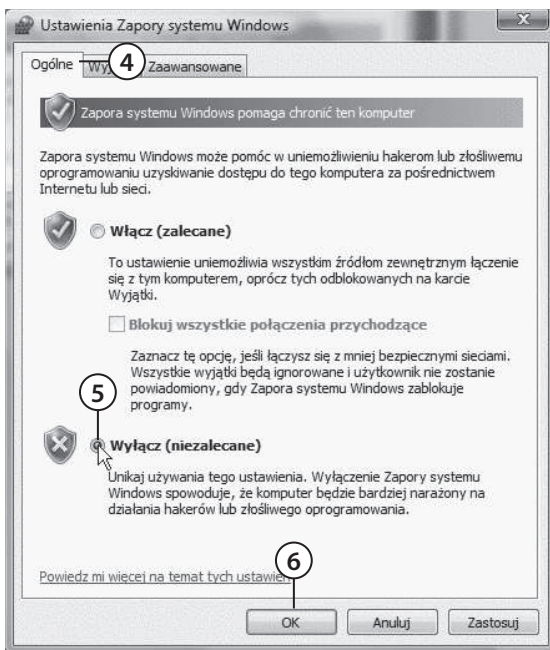 Ustawienia Zapory systemu Windows
Ogólne Wyj 4 Zaawansowane
Zapora systemu Windows pomaga chronić ten komputer
Zapora systemu Windows może pomóc w uniemożliwieniu hakerom lub złośliwemu
oprogramowaniu uzyskiwanie dostępu do tego komputera za pośrednictwem
Internetu lub sieci.
Włącz (zalecane)
To ustawienie uniemożliwia wszystkim źródłom zewnętrznym łączenie
się z tym komputerem, oprócz tych odblokowanych na karcie
Wyjątki.
Blokuj wszystkie połączenia przychodzące
Zaznacz tę opcję, jeśli łączysz się z mniej bezpiecznymi sieciami.
Wszystkie wyjątki będą ignorowane i użytkownik nie zostanie
powiadomiony, gdy Zapora systemu Windows zablokuje
programy.
5
Wyłącz (niezalecane)
Unikaj używania tego ustawienia. Wyłączenie Zapory systemu
Windows spowoduje, że komputer będzie bardziej narażony na
działania hakerów lub złośliwego oprogramowania.
6
Powiedz mi więcej na temat tych ustawień
OK Anuluj Zastosuj